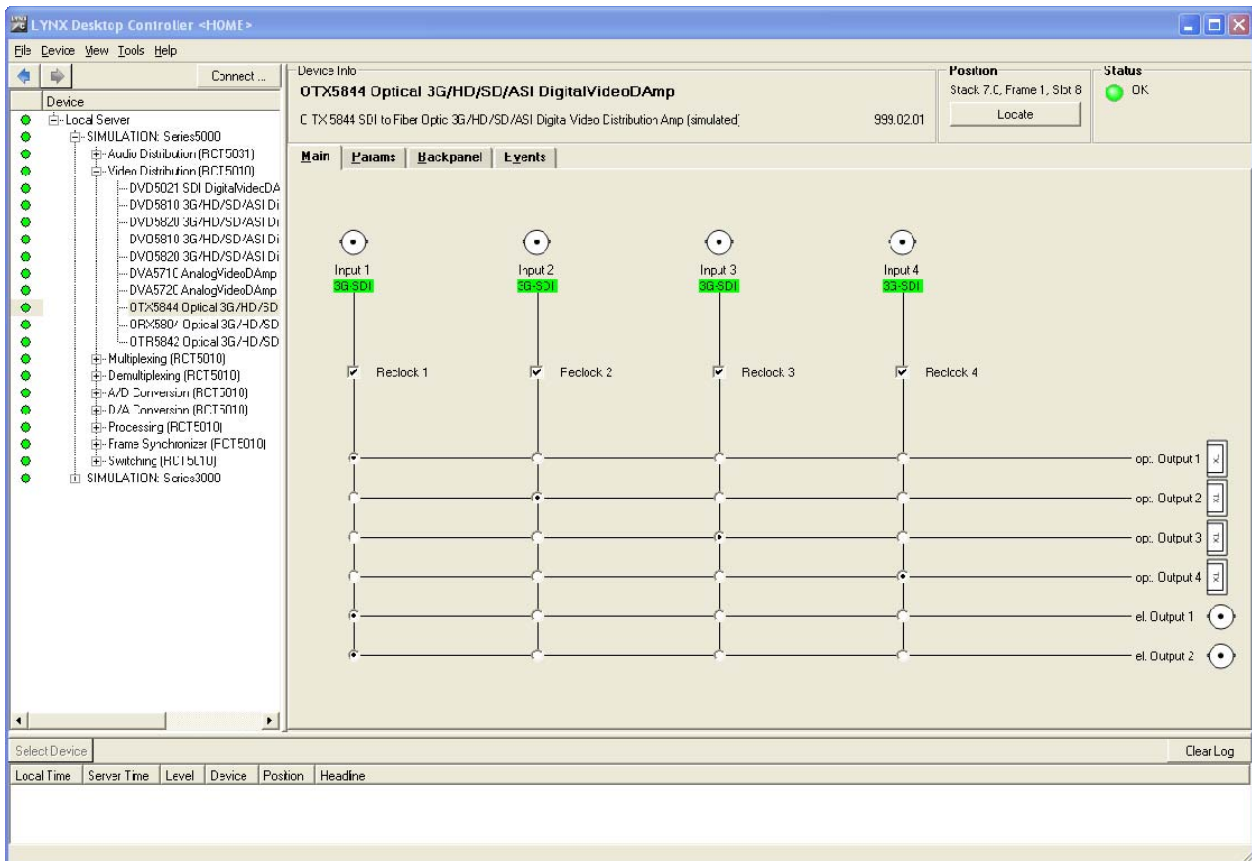 LYNX Desktop Controller <HOME>
File Device View Tools Help
Connect ...
Device
Local Server
SIMULATION: Series5000
Audio Distribution (RCT5031)
Video Distribution (RCT5010)
DVD5021 SDI DigitalVideoDA
DVD5810 3G/HD/SD/ASI Di
DVD5820 3G/HD/SD/ASI Di
DVO5810 3G/HD/SD/ASI Di
DVO5820 3G/HD/SD/ASI Di
DVA5710 AnalogVideoDAmp
DVA5720 AnalogVideoDAmp
OTX5844 Optical 3G/HD/SD
Optical 3G/HD/SD
OTR5842 Optical 3G/HD/SD
Multiplexing (RCT5010)
Demultiplexing (RCT5010)
A/D Conversion (RCT5010)
D/A Conversion (RCT5010)
Processing (RCT5010)
Frame Synchronizer (RCT5010)
Switching (RCT5010)
SIMULATION: Series3000
Device Info
OTX5844 Optical 3G/HD/SD/ASI DigitalVideoDAmp
O TX 5844 SDI to Fiber Optic 3G/HD/SD/ASI Digital Video Distribution Amp (simulated) 999.02.01
Position
Stack 7.0, Frame 1, Slot 8
Locate
Status
OK
Main Params Backpanel Events
Input 1 Input 2 Input 3 Input 4
3G-SDI 3G-SDI 3G-SDI 3G-SDI
Reclock 1 Reclock 2 Reclock 3 Reclock 4
opt. Output 1 TX
opt. Output 2 TX
opt. Output 3 TX
opt. Output 4 TX
el. Output 1
el. Output 2
Select Device Clear Log
Local Time Server Time Level Device Position Headline